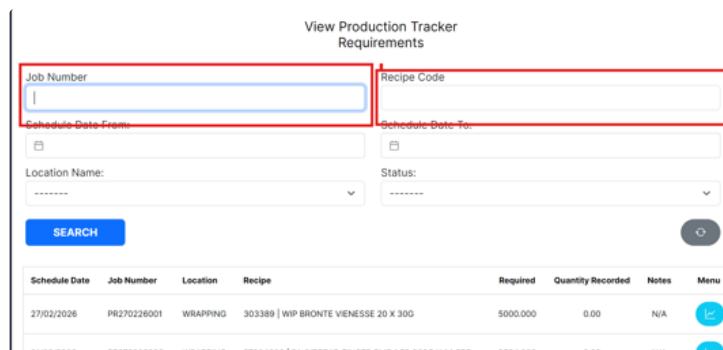 View Production Tracker
Requirements
Job Number
Recipe Code
Schedule Date From:
Schedule Date To:
Location Name:
Status:
-------
-------
SEARCH
Schedule Date Job Number Location Recipe Required Quantity Recorded Notes Menu
27/02/2026 PR270226001 WRAPPING 303389 | WIP BRONTE VIENESSE 20 X 30G 5000.000 0.00 N/A